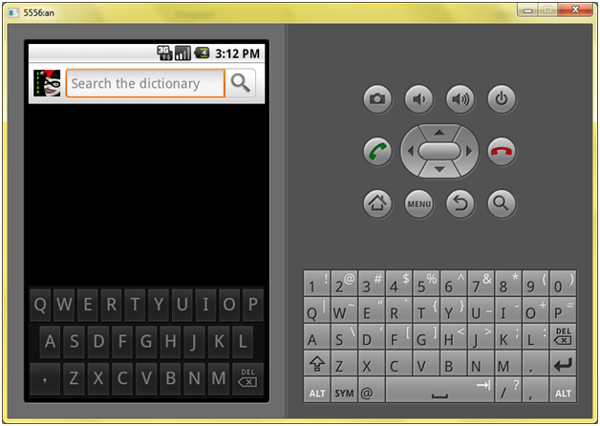 5556:an
3G
3:12 PM
Search the dictionary
MENU
Q W E R T Y U I O P
A S D F G H J K L
, Z X C V B N M DEL
1 ! 2 @ 3 # 4 $ 5 % 6 ^ 7 & 8 * 9 ( 0 )
Q | W ~ E " R ` T { Y } U _ I - O + P =
A S \ D ' F [ G ] H < J > K ; L : DEL
Z X C V B N M .
ALT SYM @ / ? , ALT